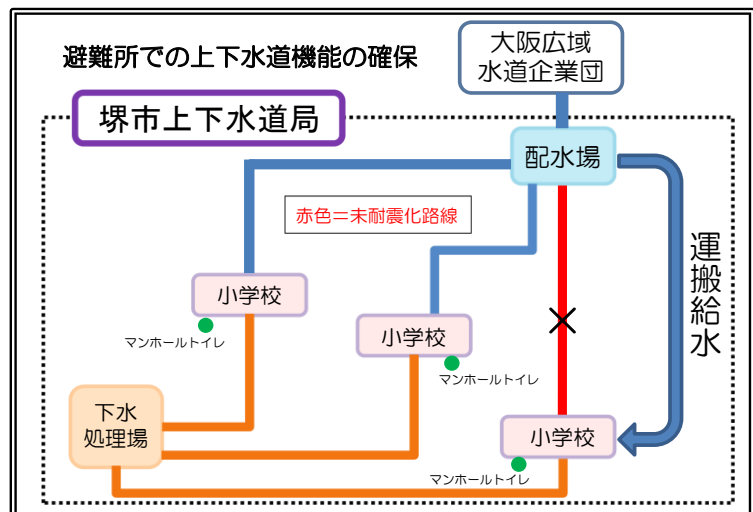 避難所での上下水道機能の確保
大阪広域
水道企業団
堺市上下水道局
配水場
赤色＝未耐震化路線
運搬給水
小学校
マンホールトイレ
小学校
マンホールトイレ
下水
処理場
小学校
マンホールトイレ